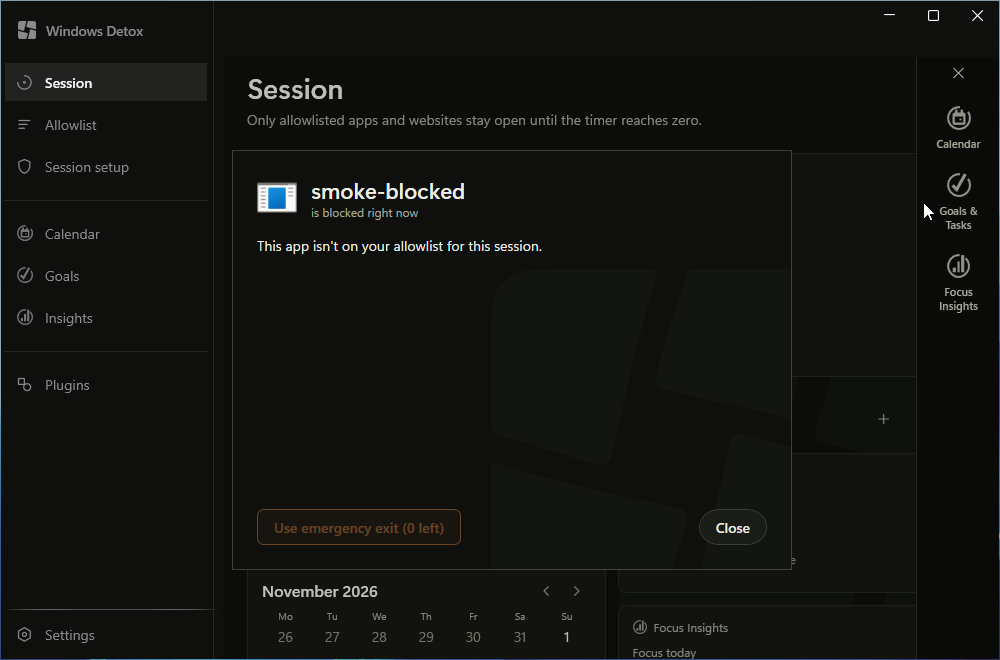 Windows Detox
Session
Allowlist
Session setup
Calendar
Goals
Insights
Plugins
Settings
Session
Only allowlisted apps and websites stay open until the timer reaches zero.
smoke-blocked
is blocked right now
This app isn't on your allowlist for this session.
Use emergency exit (0 left)
Close
November 2026
Mo Tu We Th Fr Sa Su
26 27 28 29 30 31 1
Focus Insights
Focus today
Calendar
Goals &
Tasks
Focus
Insights